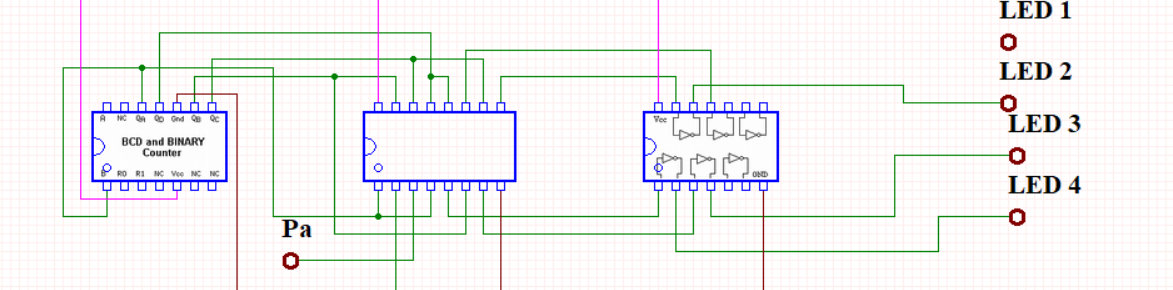 LED 1
LED 2
LED 3
LED 4
A NC QA QD Gnd QB QC
BCD and BINARY
Counter
B R0 R1 NC Vcc NC NC
Vcc
GND
Pa